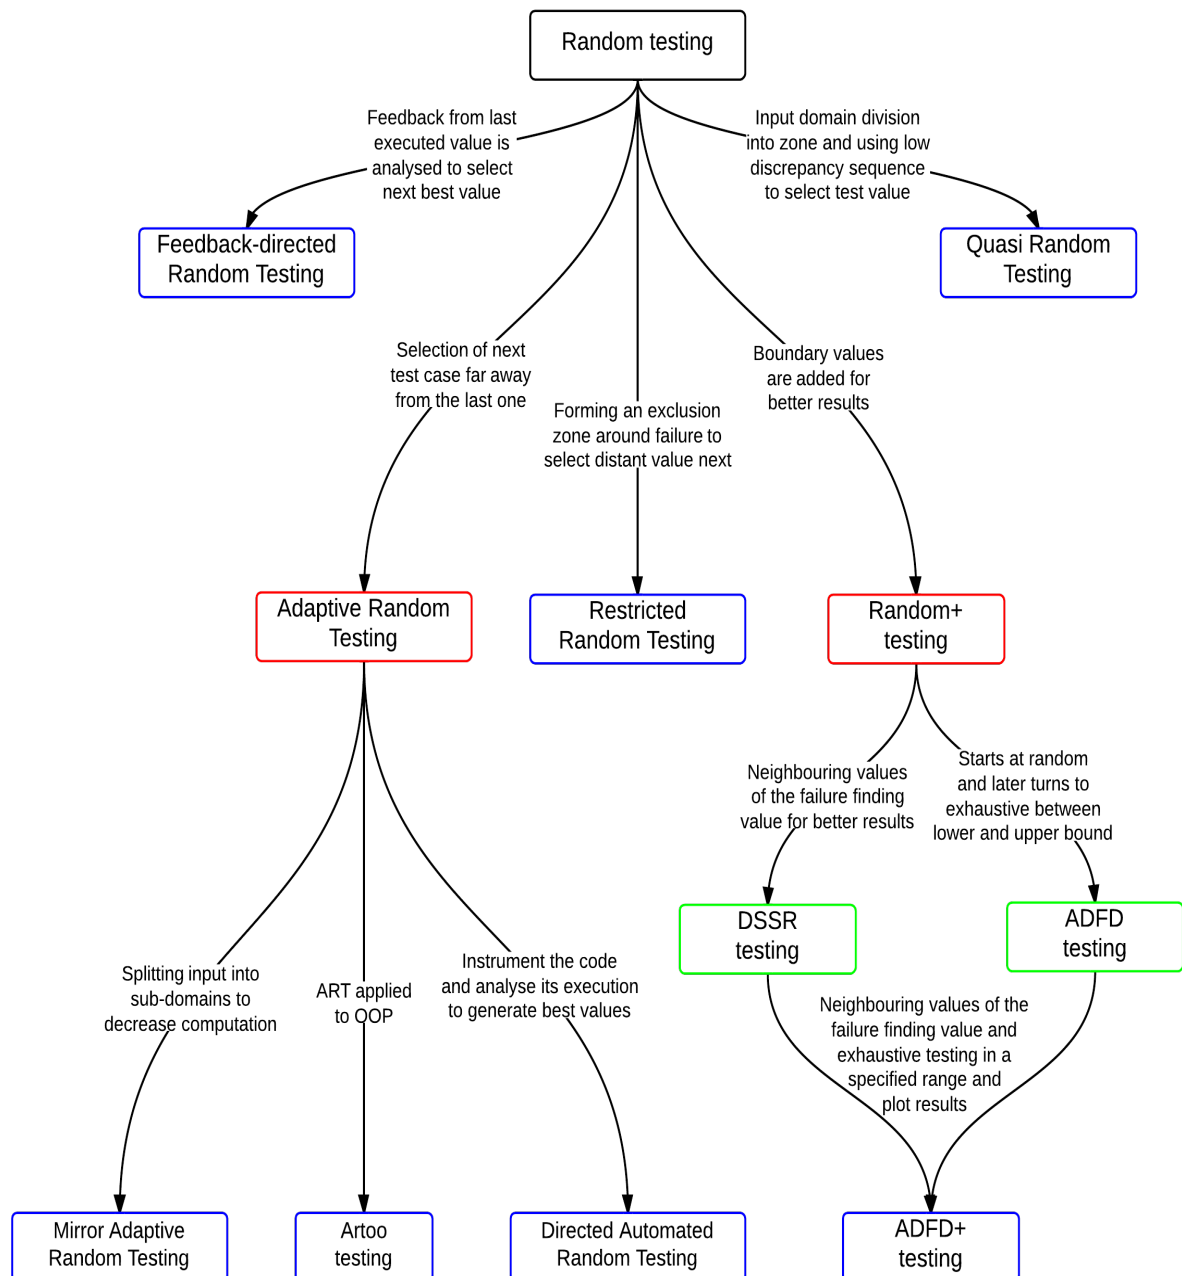 Random testing
Feedback from last
executed value is
analysed to select
next best value
Input domain division
into zone and using low
discrepancy sequence
to select test value
Feedback-directed
Random Testing
Quasi Random
Testing
Selection of next
test case far away
from the last one
Forming an exclusion
zone around failure to
select distant value next
Boundary values
are added for
better results
Adaptive Random
Testing
Restricted
Random Testing
Random+
testing
Neighbouring values
of the failure finding
value for better results
Starts at random
and later turns to
exhaustive between
lower and upper bound
DSSR
testing
ADFD
testing
Splitting input into
sub-domains to
decrease computation
ART applied
to OOP
Instrument the code
and analyse its execution
to generate best values
Neighbouring values of the
failure finding value and
exhaustive testing in a
specified range and
plot results
Mirror Adaptive
Random Testing
Artoo
testing
Directed Automated
Random Testing
ADFD+
testing